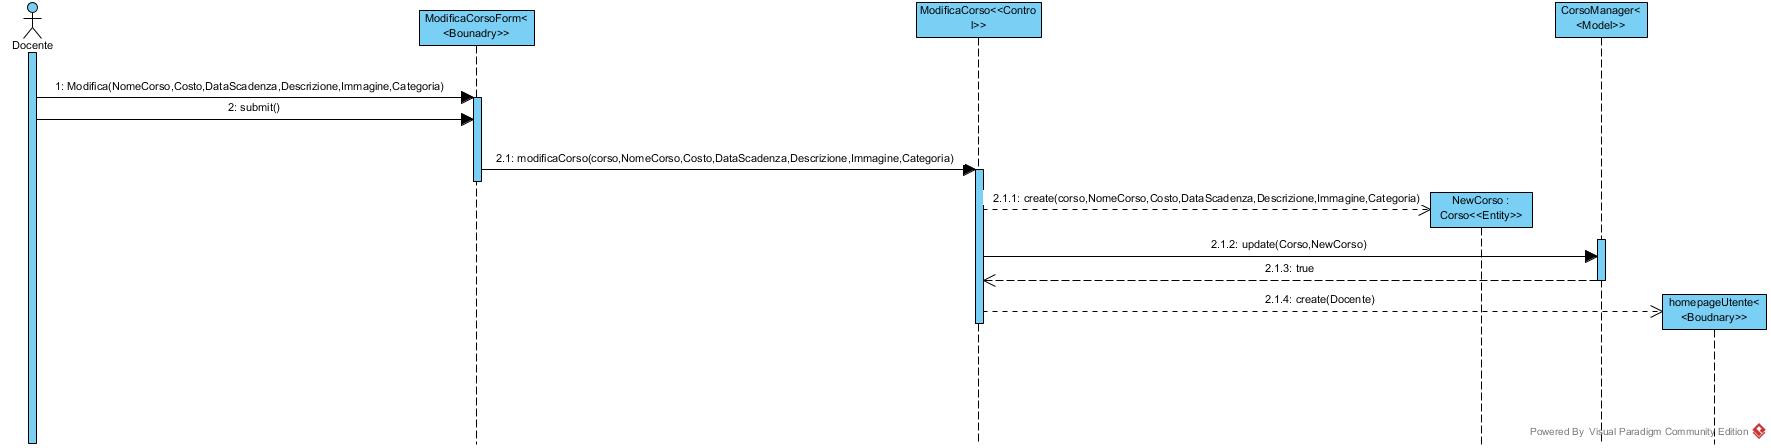 Docente
ModificaCorsoForm<
<Bounadry>>
ModificaCorso<<Contro
l>>
CorsoManager<
<Model>>
1: Modifica(NomeCorso,Costo,DataScadenza,Descrizione,Immagine,Categoria)
2: submit()
2.1: modificaCorso(corso,NomeCorso,Costo,DataScadenza,Descrizione,Immagine,Categoria)
2.1.1: create(corso,NomeCorso,Costo,DataScadenza,Descrizione,Immagine,Categoria)
NewCorso :
Corso<<Entity>>
2.1.2: update(Corso,NewCorso)
2.1.3: true
2.1.4: create(Docente)
homepageUtente<
<Boudnary>>
Powered By Visual Paradigm Community Edition